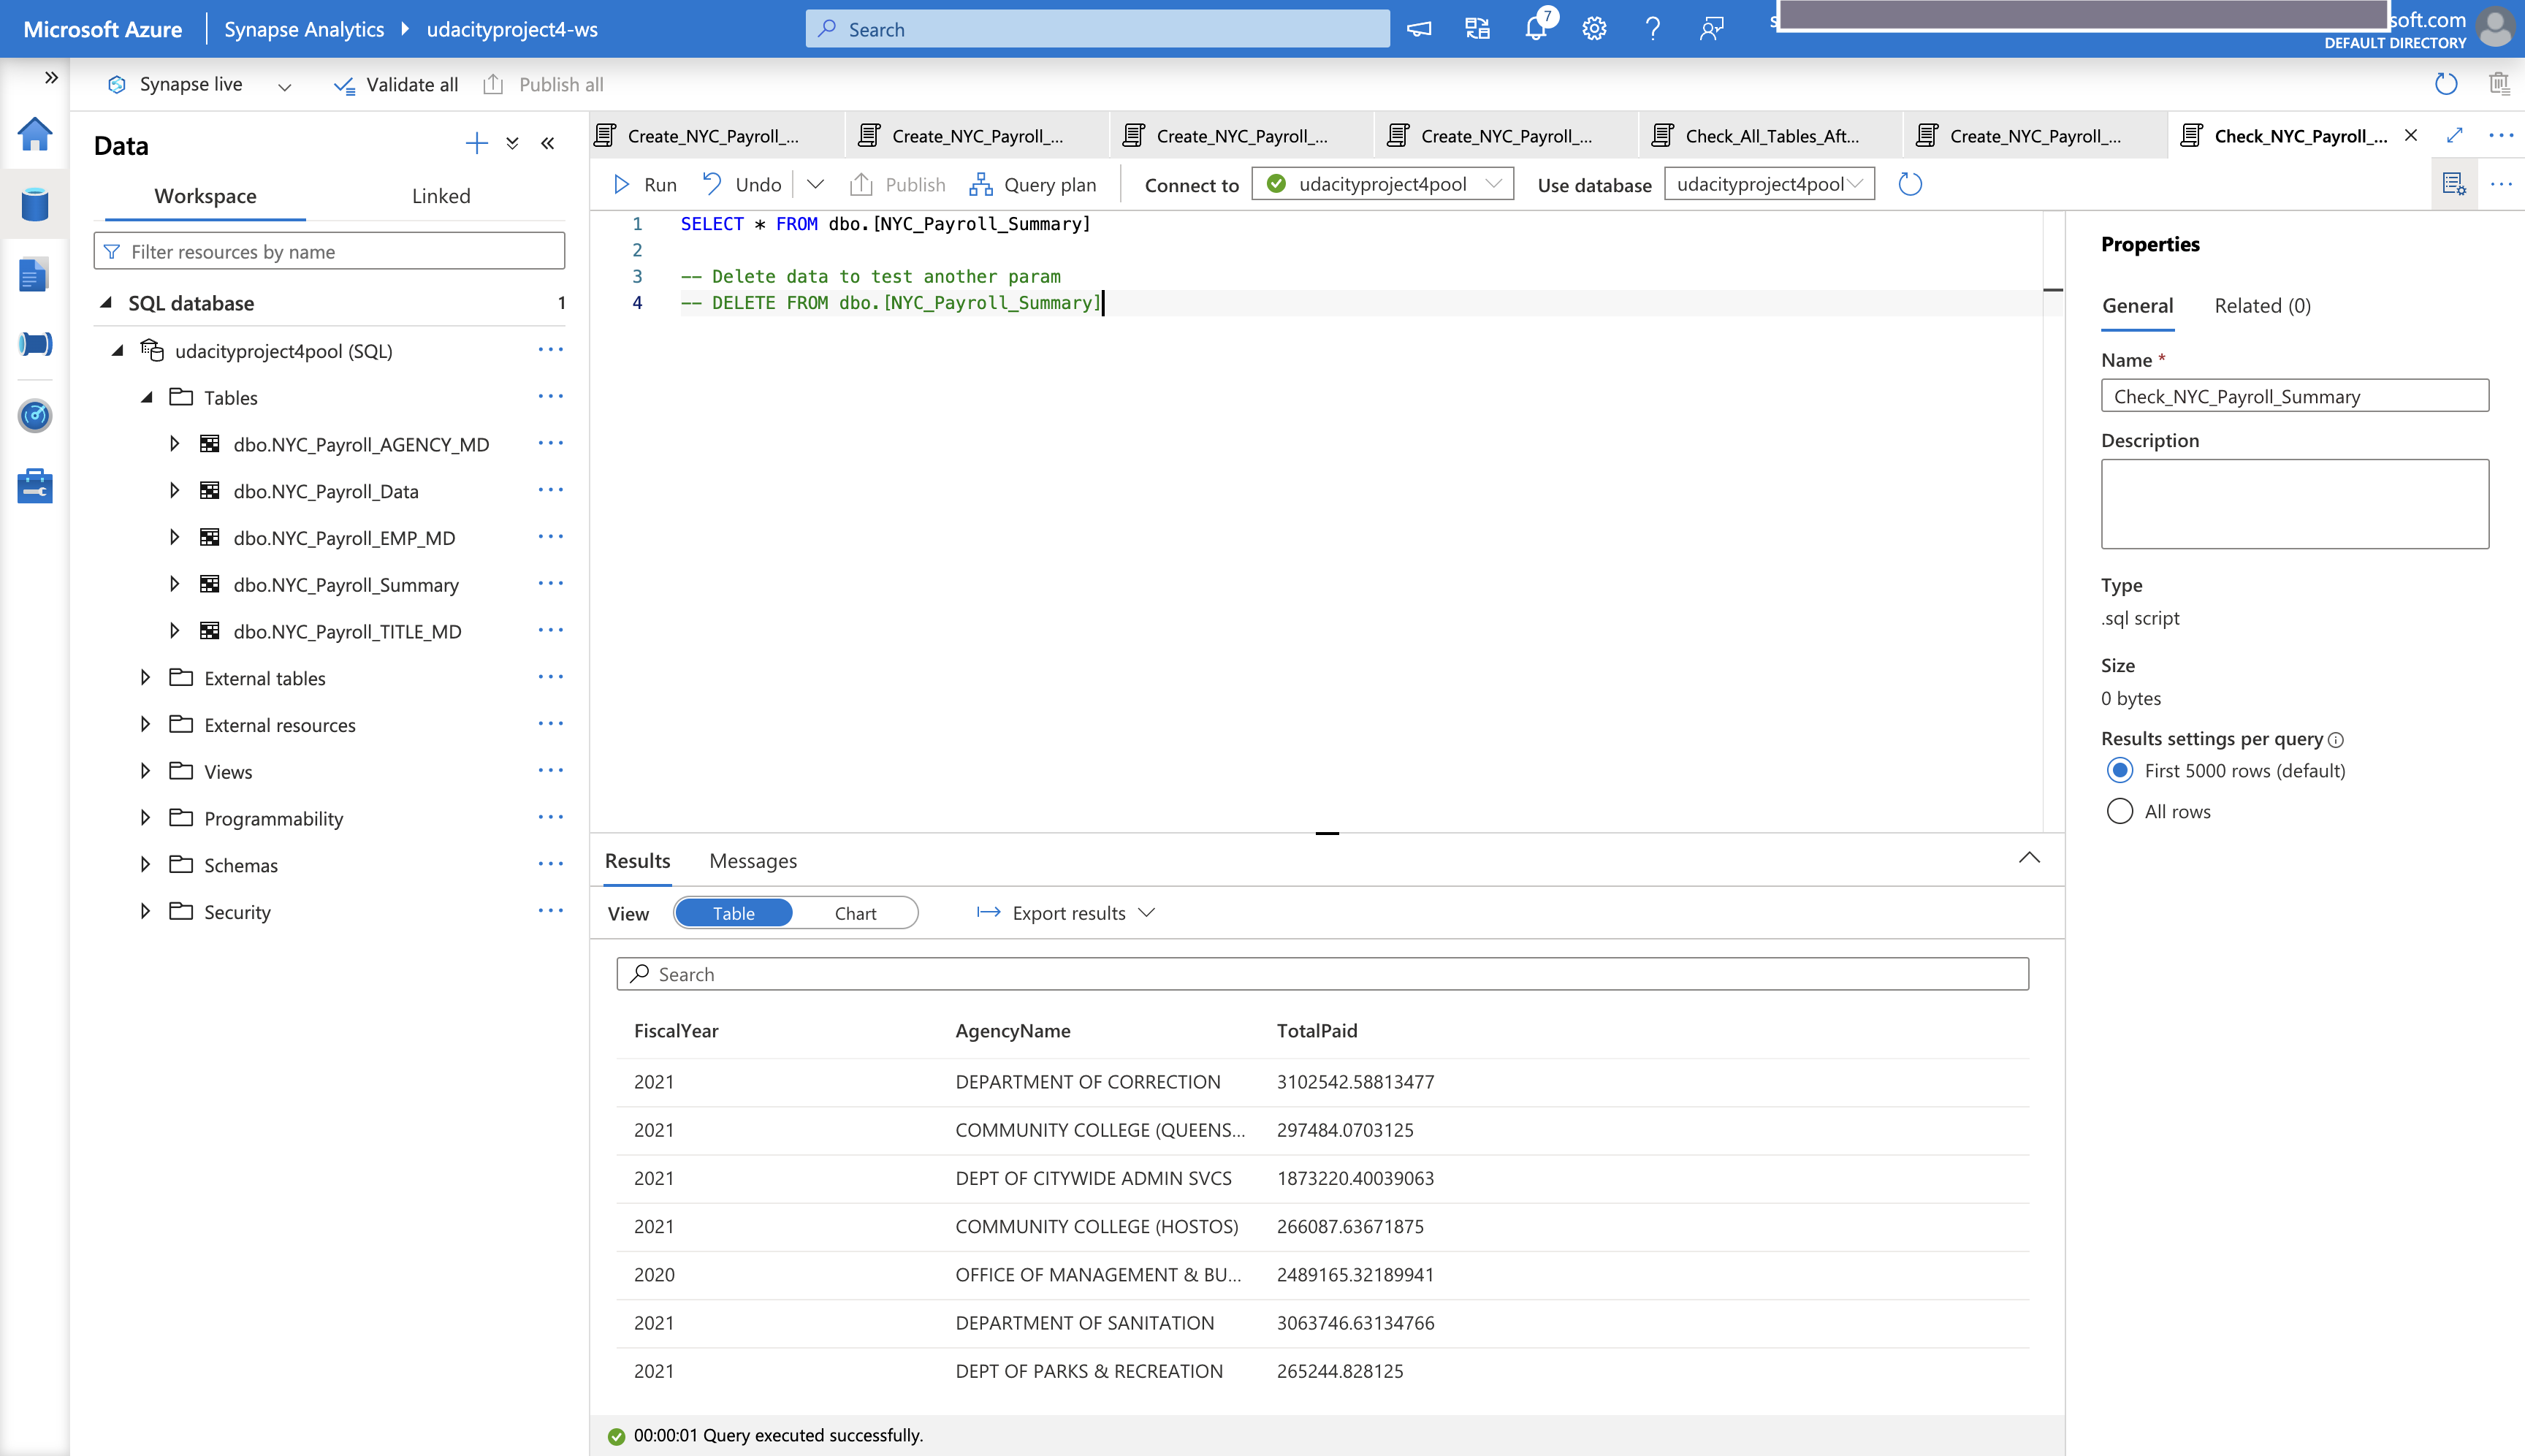 Microsoft Azure
Synapse Analytics
udacityproject4-ws
Search
7
soft.com
DEFAULT DIRECTORY
Synapse live
Validate all
Publish all
Data
Workspace
Linked
Filter resources by name
SQL database
1
udacityproject4pool (SQL)
Tables
dbo.NYC_Payroll_AGENCY_MD
dbo.NYC_Payroll_Data
dbo.NYC_Payroll_EMP_MD
dbo.NYC_Payroll_Summary
dbo.NYC_Payroll_TITLE_MD
External tables
External resources
Views
Programmability
Schemas
Security
Create_NYC_Payroll_...
Create_NYC_Payroll_...
Create_NYC_Payroll_...
Create_NYC_Payroll_...
Check_All_Tables_Aft...
Create_NYC_Payroll_...
Check_NYC_Payroll_...
Run
Undo
Publish
Query plan
Connect to
udacityproject4pool
Use database
udacityproject4pool
1 SELECT * FROM dbo.[NYC_Payroll_Summary]
2
3 -- Delete data to test another param
4 -- DELETE FROM dbo.[NYC_Payroll_Summary]
Results
Messages
View
Table
Chart
Export results
Search
FiscalYear AgencyName TotalPaid
2021 DEPARTMENT OF CORRECTION 3102542.58813477
2021 COMMUNITY COLLEGE (QUEENS... 297484.0703125
2021 DEPT OF CITYWIDE ADMIN SVCS 1873220.40039063
2021 COMMUNITY COLLEGE (HOSTOS) 266087.63671875
2020 OFFICE OF MANAGEMENT & BU... 2489165.32189941
2021 DEPARTMENT OF SANITATION 3063746.63134766
2021 DEPT OF PARKS & RECREATION 265244.828125
00:00:01 Query executed successfully.
Properties
General
Related (0)
Name *
Check_NYC_Payroll_Summary
Description
Type
.sql script
Size
0 bytes
Results settings per query
First 5000 rows (default)
All rows